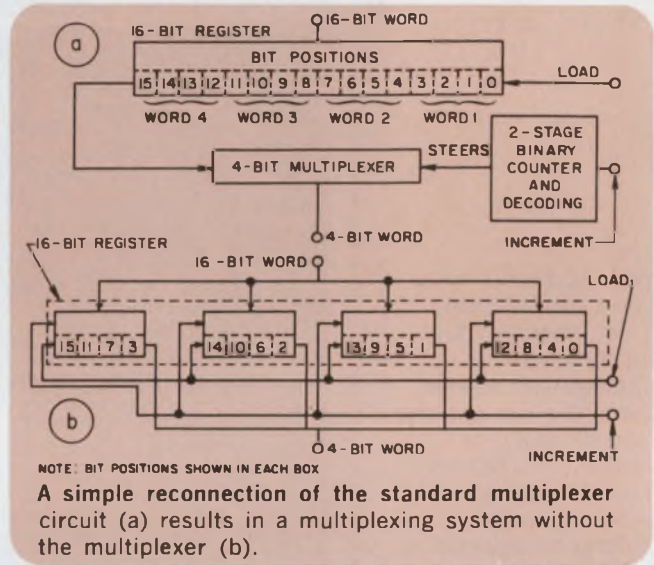 16-BIT WORD
16-BIT REGISTER
a
BIT POSITIONS
15 14 13 12 11 10 9 8 7 6 5 4 3 2 1 0
LOAD
WORD 4 WORD 3 WORD 2 WORD 1
STEERS
4-BIT MULTIPLEXER
2-STAGE
BINARY
COUNTER
AND
DECODING
INCREMENT
4-BIT WORD
16-BIT REGISTER
16-BIT WORD
LOAD
15 11 7 3
14 10 6 2
13 9 5 1
12 8 4 0
b
4-BIT WORD
INCREMENT
NOTE: BIT POSITIONS SHOWN IN EACH BOX
A simple reconnection of the standard multiplexer
circuit (a) results in a multiplexing system without
the multiplexer (b).